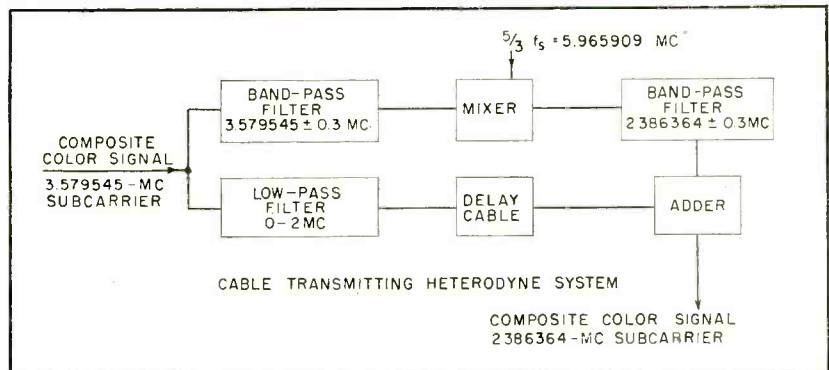 5/3 fs = 5.965909 MC
BAND-PASS
FILTER
3.579545 ± 0.3 MC.
MIXER
BAND-PASS
FILTER
2386364 ± 0.3MC
COMPOSITE
COLOR SIGNAL
3.579545-MC
SUBCARRIER
LOW-PASS
FILTER
0-2MC
DELAY
CABLE
ADDER
CABLE TRANSMITTING HETERODYNE SYSTEM
COMPOSITE COLOR SIGNAL
2386364-MC SUBCARRIER